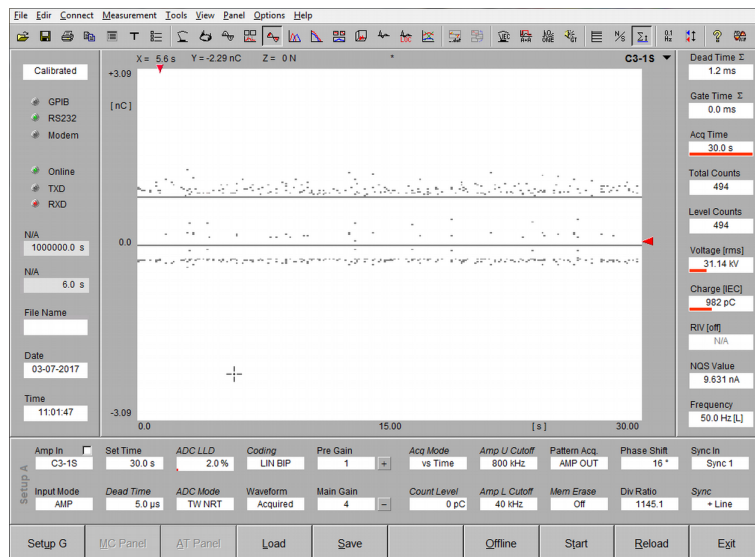 File Edit Connect Measurement Tools View Panel Options Help
X = 5.6 s Y = -2.29 nC Z = 0 N * C3-1S
Calibrated
GPIB
RS232
Modem
Online
TXD
RXD
N/A
1000000.0 s
N/A
6.0 s
File Name
Date
03-07-2017
Time
11:01:47
+3.09
[ nC ]
0.0
-3.09
0.0 15.00 [ s ] 30.00
Dead Time Σ
1.2 ms
Gate Time Σ
0.0 ms
Acq Time
30.0 s
Total Counts
494
Level Counts
494
Voltage [rms]
31.14 kV
Charge [IEC]
982 pC
RIV [off]
N/A
NQS Value
9.631 nA
Frequency
50.0 Hz [L]
Setup A
Amp In Set Time ADC LLD Coding Pre Gain Acq Mode Amp U Cutoff Pattern Acq. Phase Shift Sync In
C3-1S 30.0 s 2.0 % LIN BIP 1 + vs Time 800 kHz AMP OUT 16 ° Sync 1
Input Mode Dead Time ADC Mode Waveform Main Gain Count Level Amp L Cutoff Mem Erase Div Ratio Sync
AMP 5.0 µs TW NRT Acquired 4 − 0 pC 40 kHz Off 1145.1 + Line
Setup G MC Panel AT Panel Load Save Offline Start Reload Exit